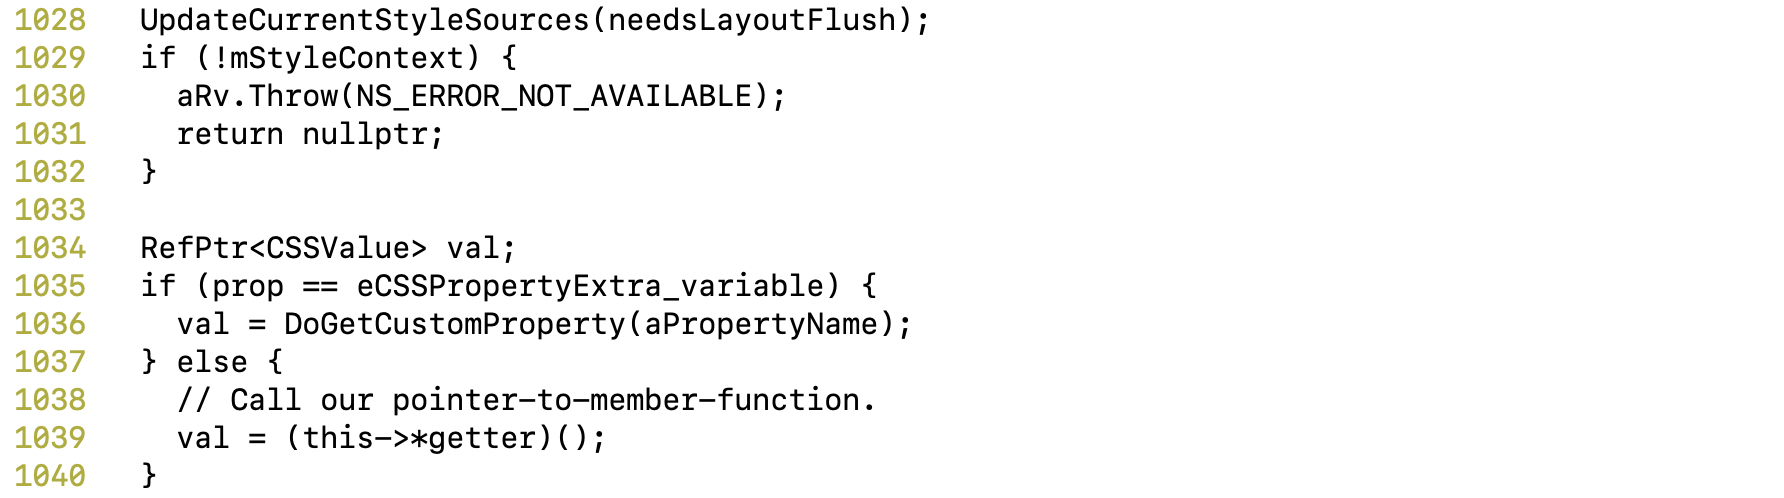 1028   UpdateCurrentStyleSources(needsLayoutFlush);
1029   if (!mStyleContext) {
1030     aRv.Throw(NS_ERROR_NOT_AVAILABLE);
1031     return nullptr;
1032   }
1033
1034   RefPtr<CSSValue> val;
1035   if (prop == eCSSPropertyExtra_variable) {
1036     val = DoGetCustomProperty(aPropertyName);
1037   } else {
1038     // Call our pointer-to-member-function.
1039     val = (this->*getter)();
1040   }